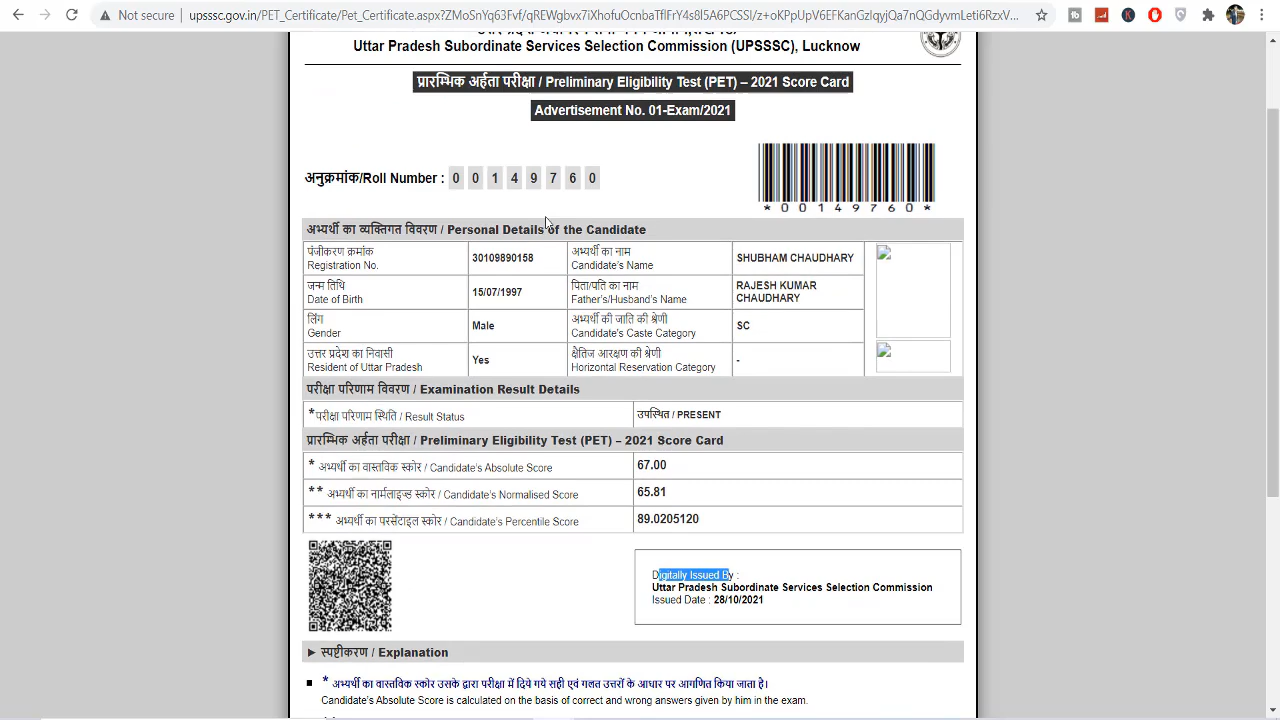 Not secure | upsssc.gov.in/PET_Certificate/Pet_Certificate.aspx?
Uttar Pradesh Subordinate Services Selection Commission (UPSSSC), Lucknow
प्रारम्भिक अर्हता परीक्षा / Preliminary Eligibility Test (PET) – 2021 Score Card
Advertisement No. 01-Exam/2021
अनुक्रमांक/Roll Number : 0 0 1 4 9 7 6 0
* 0 0 1 4 9 7 6 0 *
अभ्यर्थी का व्यक्तिगत विवरण / Personal Details of the Candidate
पंजीकरण क्रमांक
Registration No.
30109890158
अभ्यर्थी का नाम
Candidate's Name
SHUBHAM CHAUDHARY
जन्म तिथि
Date of Birth
15/07/1997
पिता/पति का नाम
Father's/Husband's Name
RAJESH KUMAR
CHAUDHARY
लिंग
Gender
Male
अभ्यर्थी की जाति की श्रेणी
Candidate's Caste Category
SC
उत्तर प्रदेश का निवासी
Resident of Uttar Pradesh
Yes
क्षैतिज आरक्षण की श्रेणी
Horizontal Reservation Category
-
परीक्षा परिणाम विवरण / Examination Result Details
*परीक्षा परिणाम स्थिति / Result Status
उपस्थित / PRESENT
प्रारम्भिक अर्हता परीक्षा / Preliminary Eligibility Test (PET) – 2021 Score Card
* अभ्यर्थी का वास्तविक स्कोर / Candidate's Absolute Score
67.00
** अभ्यर्थी का नार्मलाइज्ड स्कोर / Candidate's Normalised Score
65.81
*** अभ्यर्थी का परसेंटाइल स्कोर / Candidate's Percentile Score
89.0205120
Digitally Issued By :
Uttar Pradesh Subordinate Services Selection Commission
Issued Date : 28/10/2021
► स्पष्टीकरण / Explanation
* अभ्यर्थी का वास्तविक स्कोर उसके द्वारा परीक्षा में दिये गये सही एवं गलत उत्तरों के आधार पर आगणित किया जाता है।
Candidate's Absolute Score is calculated on the basis of correct and wrong answers given by him in the exam.